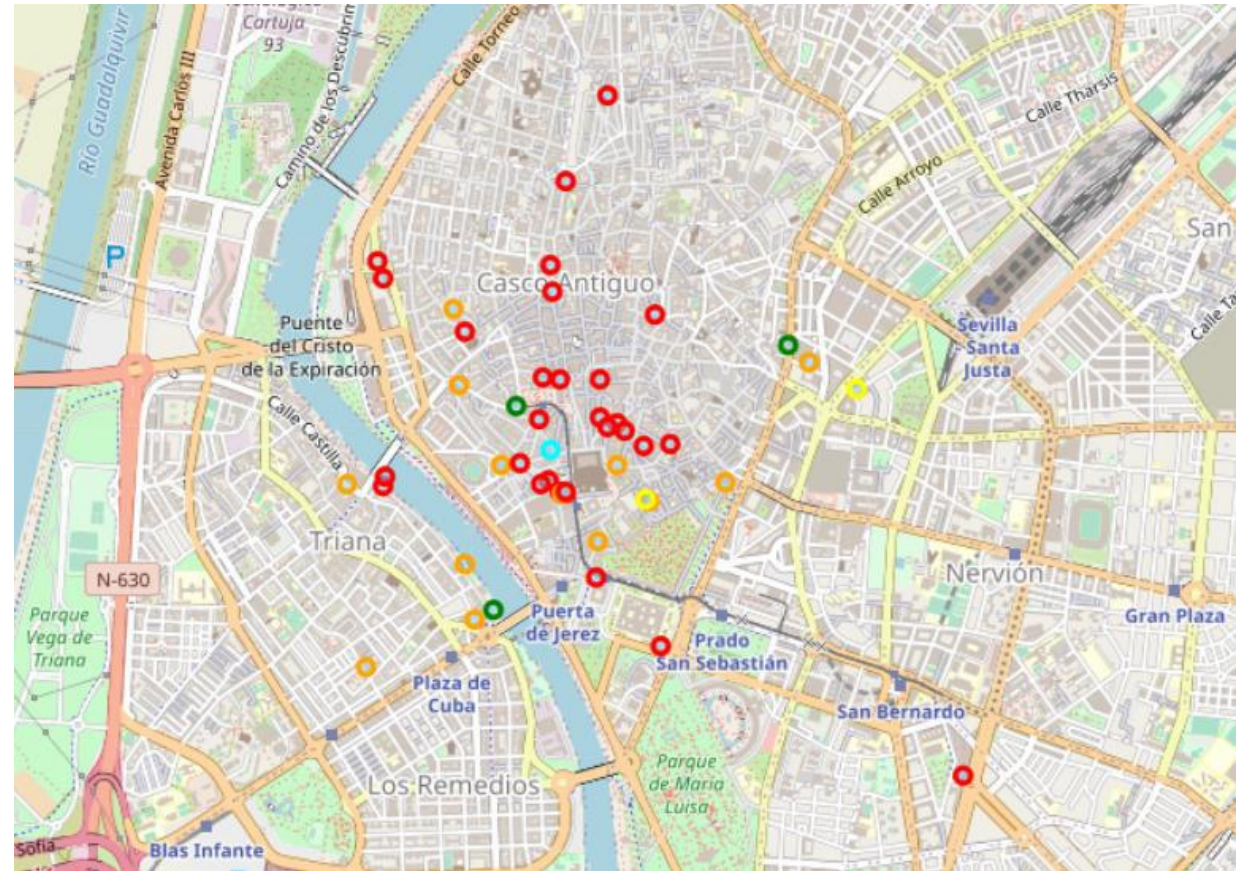 Cartuja
93
Río Guadalquivir
Avenida Carlos III
Camino de los Descubrim
Calle Torneo
Calle Tharsis
Calle Arroyo
San
P
Casco Antiguo
Puente
del Cristo
de la Expiración
Sevilla
- Santa
Justa
Calle Ta
Calle Castilla
Triana
N-630
Nervión
Parque
Vega de
Triana
Puerta
de Jerez
Gran Plaza
Prado
San Sebastián
Plaza de
Cuba
San Bernardo
Parque
de María
Luisa
Los Remedios
Sofía
Blas Infante